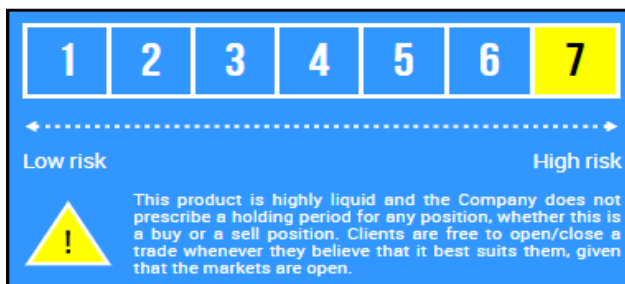 1 2 3 4 5 6 7
Low risk High risk
!
This product is highly liquid and the Company does not
prescribe a holding period for any position, whether this is
a buy or a sell position. Clients are free to open/close a
trade whenever they believe that it best suits them, given
that the markets are open.